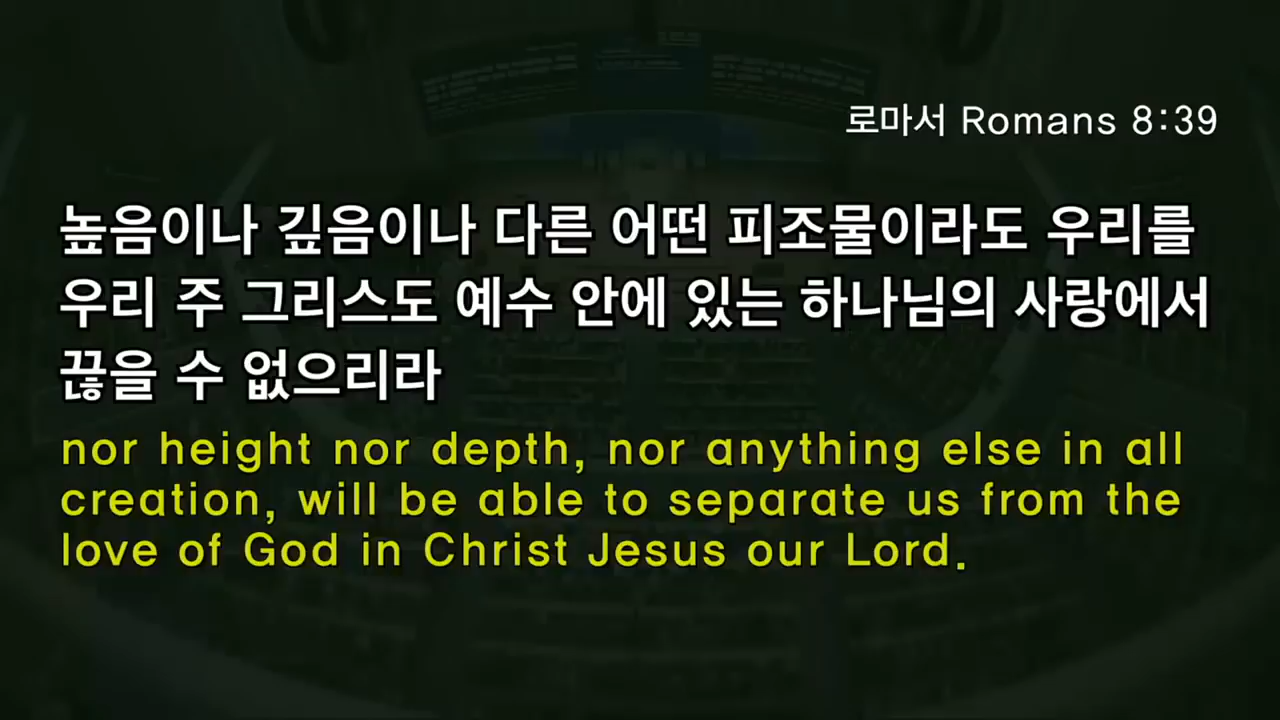 로마서 Romans 8:39
높음이나 깊음이나 다른 어떤 피조물이라도 우리를
우리 주 그리스도 예수 안에 있는 하나님의 사랑에서
끊을 수 없으리라
nor height nor depth, nor anything else in all
creation, will be able to separate us from the
love of God in Christ Jesus our Lord.